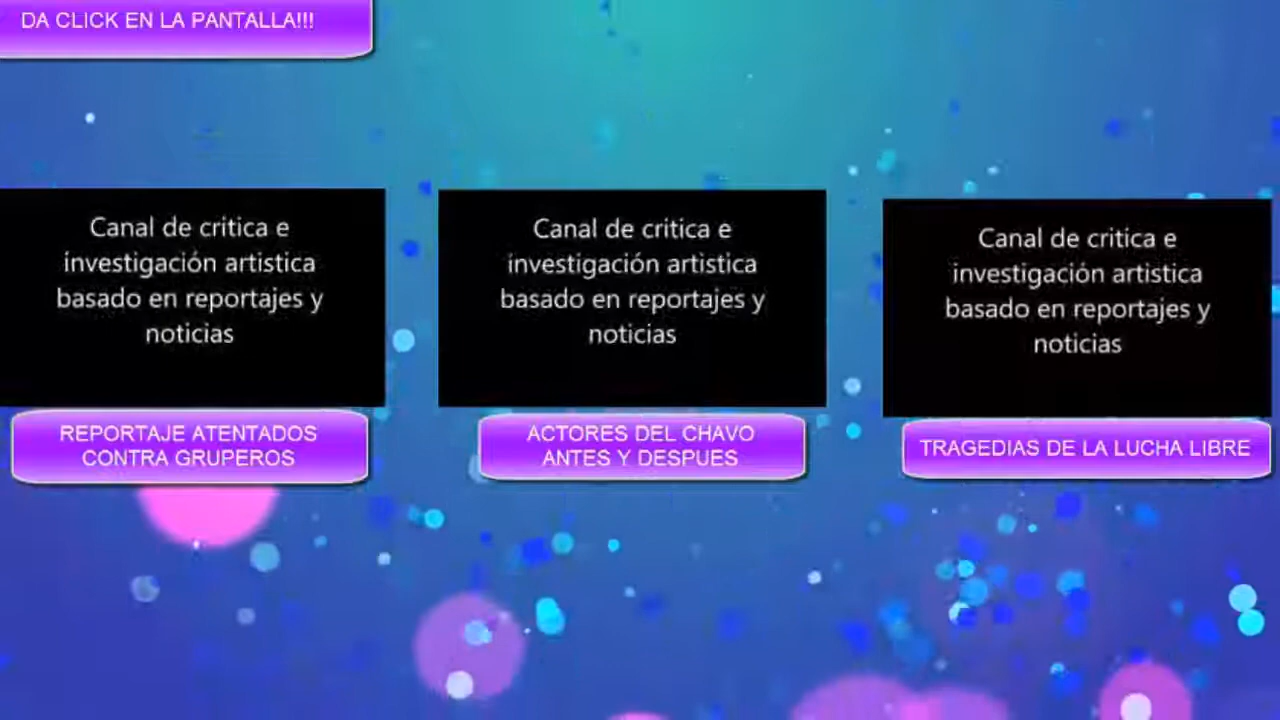 DA CLICK EN LA PANTALLA!!!
Canal de critica e
investigación artistica
basado en reportajes y
noticias
REPORTAJE ATENTADOS
CONTRA GRUPEROS
Canal de critica e
investigación artistica
basado en reportajes y
noticias
ACTORES DEL CHAVO
ANTES Y DESPUES
Canal de critica e
investigación artistica
basado en reportajes y
noticias
TRAGEDIAS DE LA LUCHA LIBRE